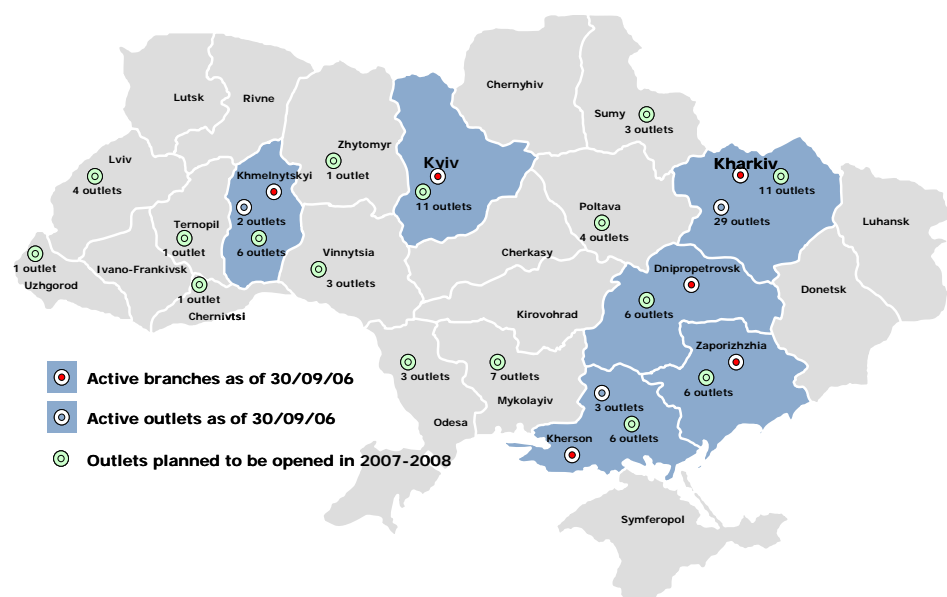 Chernyhiv
Lutsk
Rivne
Sumy
3 outlets
Zhytomyr
1 outlet
Lviv
4 outlets
Kyiv
11 outlets
Kharkiv
11 outlets
29 outlets
Khmelnytskyi
2 outlets
6 outlets
Poltava
4 outlets
Luhansk
Ternopil
1 outlet
Vinnytsia
3 outlets
Cherkasy
1 outlet
Uzhgorod
Ivano-Frankivsk
1 outlet
Chernivtsi
Dnipropetrovsk
6 outlets
Donetsk
Kirovohrad
Zaporizhzhia
6 outlets
3 outlets
7 outlets
Mykolayiv
Odesa
3 outlets
6 outlets
Kherson
Active branches as of 30/09/06
Active outlets as of 30/09/06
Outlets planned to be opened in 2007-2008
Symferopol